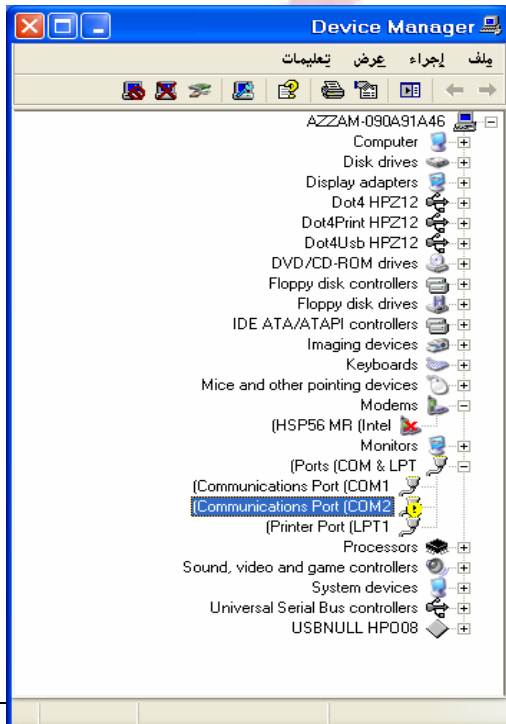 Device Manager
ملف إجراء عرض تعليمات
AZZAM-090A91A46
Computer
Disk drives
Display adapters
Dot4 HPZ12
Dot4Print HPZ12
Dot4Usb HPZ12
DVD/CD-ROM drives
Floppy disk controllers
Floppy disk drives
IDE ATA/ATAPI controllers
Imaging devices
Keyboards
Mice and other pointing devices
Modems
(HSP56 MR (Intel
Monitors
(Ports (COM & LPT
(Communications Port (COM1
(Communications Port (COM2
(Printer Port (LPT1
Processors
Sound, video and game controllers
System devices
Universal Serial Bus controllers
USBNULL HPO08